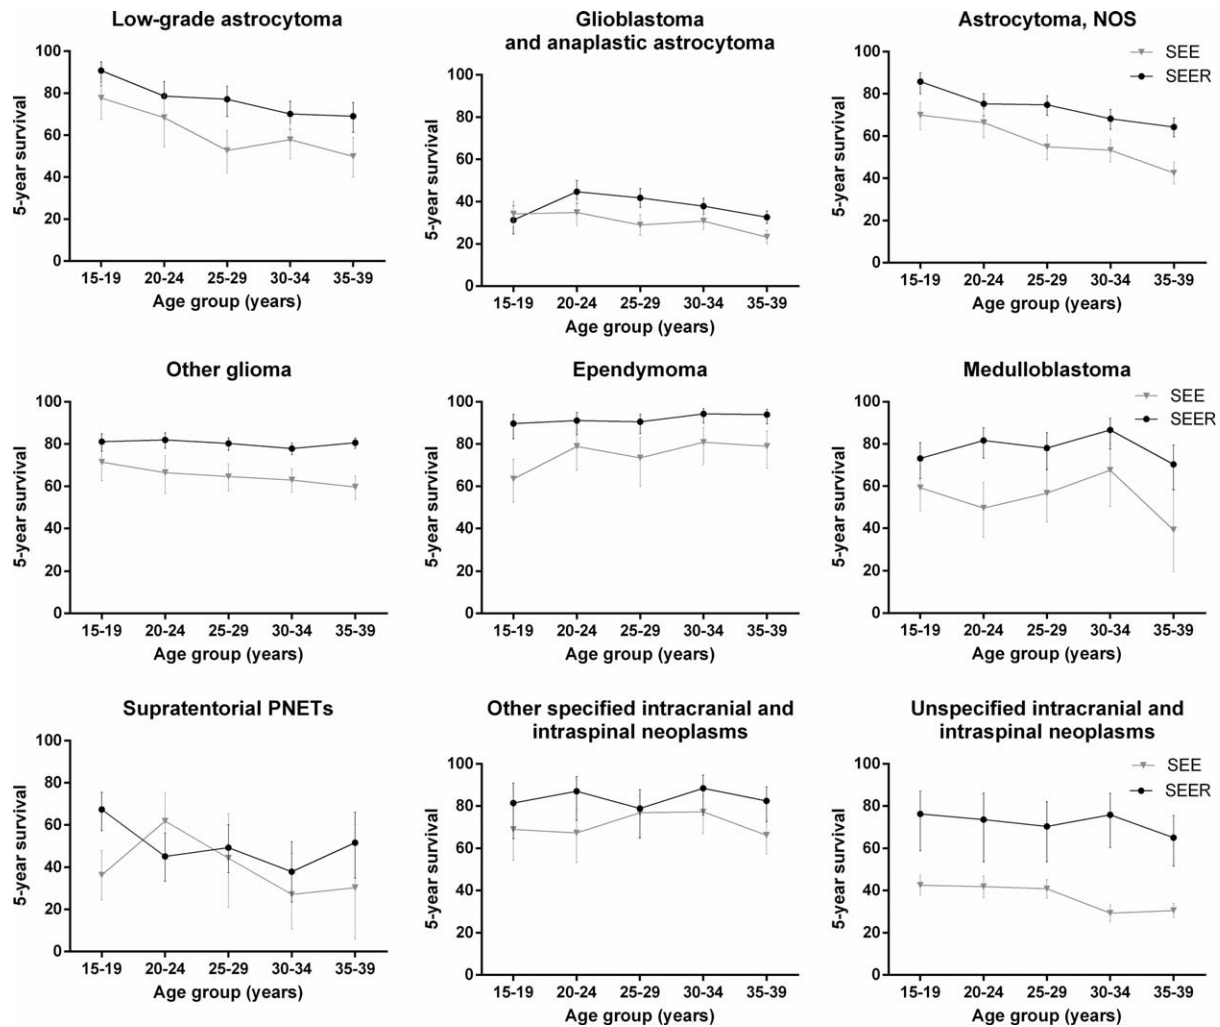 Low-grade astrocytoma
5-year survival
100
80
60
40
20
0
15-19 20-24 25-29 30-34 35-39
Age group (years)
Glioblastoma
and anaplastic astrocytoma
5-year survival
100
80
60
40
20
0
15-19 20-24 25-29 30-34 35-39
Age group (years)
Astrocytoma, NOS
SEE
SEER
5-year survival
100
80
60
40
20
0
15-19 20-24 25-29 30-34 35-39
Age group (years)
Other glioma
5-year survival
100
80
60
40
20
0
15-19 20-24 25-29 30-34 35-39
Age group (years)
Ependymoma
5-year survival
100
80
60
40
20
0
15-19 20-24 25-29 30-34 35-39
Age group (years)
Medulloblastoma
SEE
SEER
5-year survival
100
80
60
40
20
0
15-19 20-24 25-29 30-34 35-39
Age group (years)
Supratentorial PNETs
5-year survival
100
80
60
40
20
0
15-19 20-24 25-29 30-34 35-39
Age group (years)
Other specified intracranial and
intraspinal neoplasms
5-year survival
100
80
60
40
20
0
15-19 20-24 25-29 30-34 35-39
Age group (years)
Unspecified intracranial and
intraspinal neoplasms
SEE
SEER
5-year survival
100
80
60
40
20
0
15-19 20-24 25-29 30-34 35-39
Age group (years)